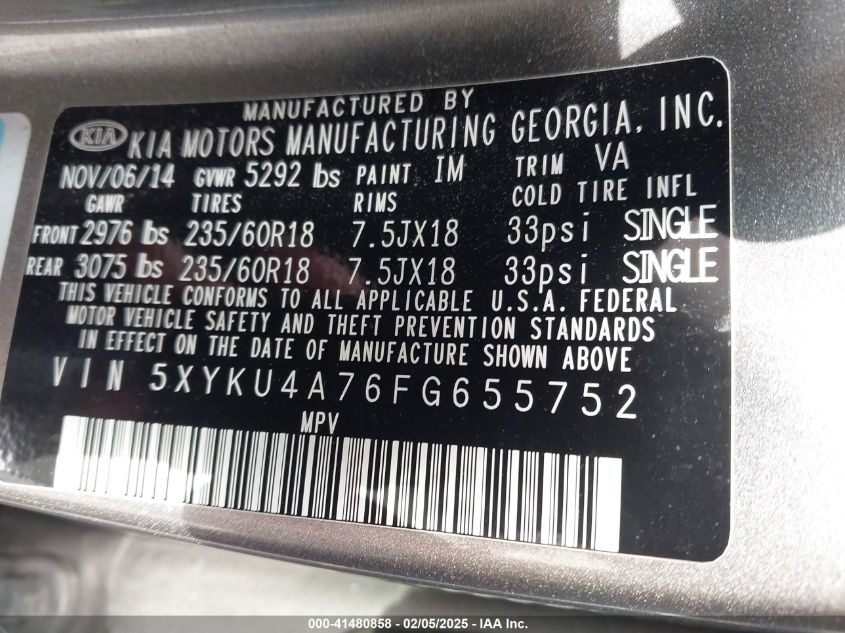 MANUFACTURED BY
KIA KIA MOTORS MANUFACTURING GEORGIA, INC.
NOV/06/14 GVWR 5292 lbs PAINT IM TRIM VA
GAWR TIRES RIMS COLD TIRE INFL
FRONT 2976 lbs 235/60R18 7.5JX18 33psi SINGLE
REAR 3075 lbs 235/60R18 7.5JX18 33psi SINGLE
THIS VEHICLE CONFORMS TO ALL APPLICABLE U.S.A. FEDERAL
MOTOR VEHICLE SAFETY AND THEFT PREVENTION STANDARDS
IN EFFECT ON THE DATE OF MANUFACTURE SHOWN ABOVE
VIN 5XYKU4A76FG655752
MPV
000-41480858 - 02/05/2025 - IAA Inc.